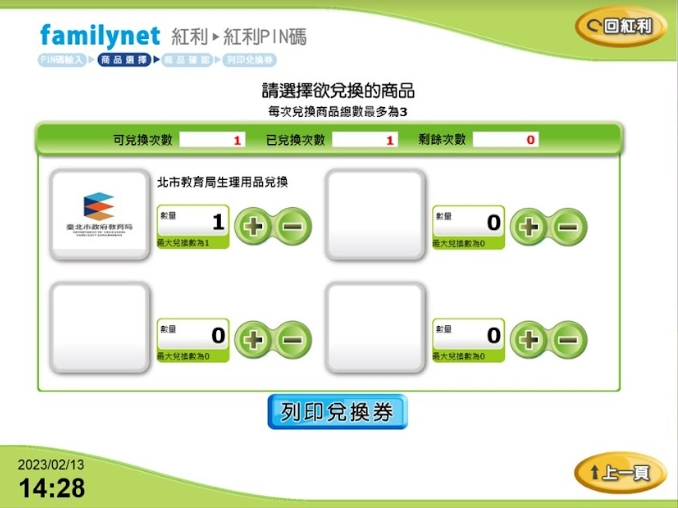 familynet 紅利▶紅利PIN碼
回紅利
PIN碼輸入▶商品選擇▶商品確認▶列印兌換券
請選擇欲兌換的商品
每次兌換商品總數最多為3
可兌換次數 1 已兌換次數 1 剩餘次數 0
北市教育局生理用品兌換
臺北市政府教育局
數量 1
最大兌換數為1
數量 0
最大兌換數為0
數量 0
最大兌換數為0
數量 0
最大兌換數為0
列印兌換券
2023/02/13
14:28
上一頁